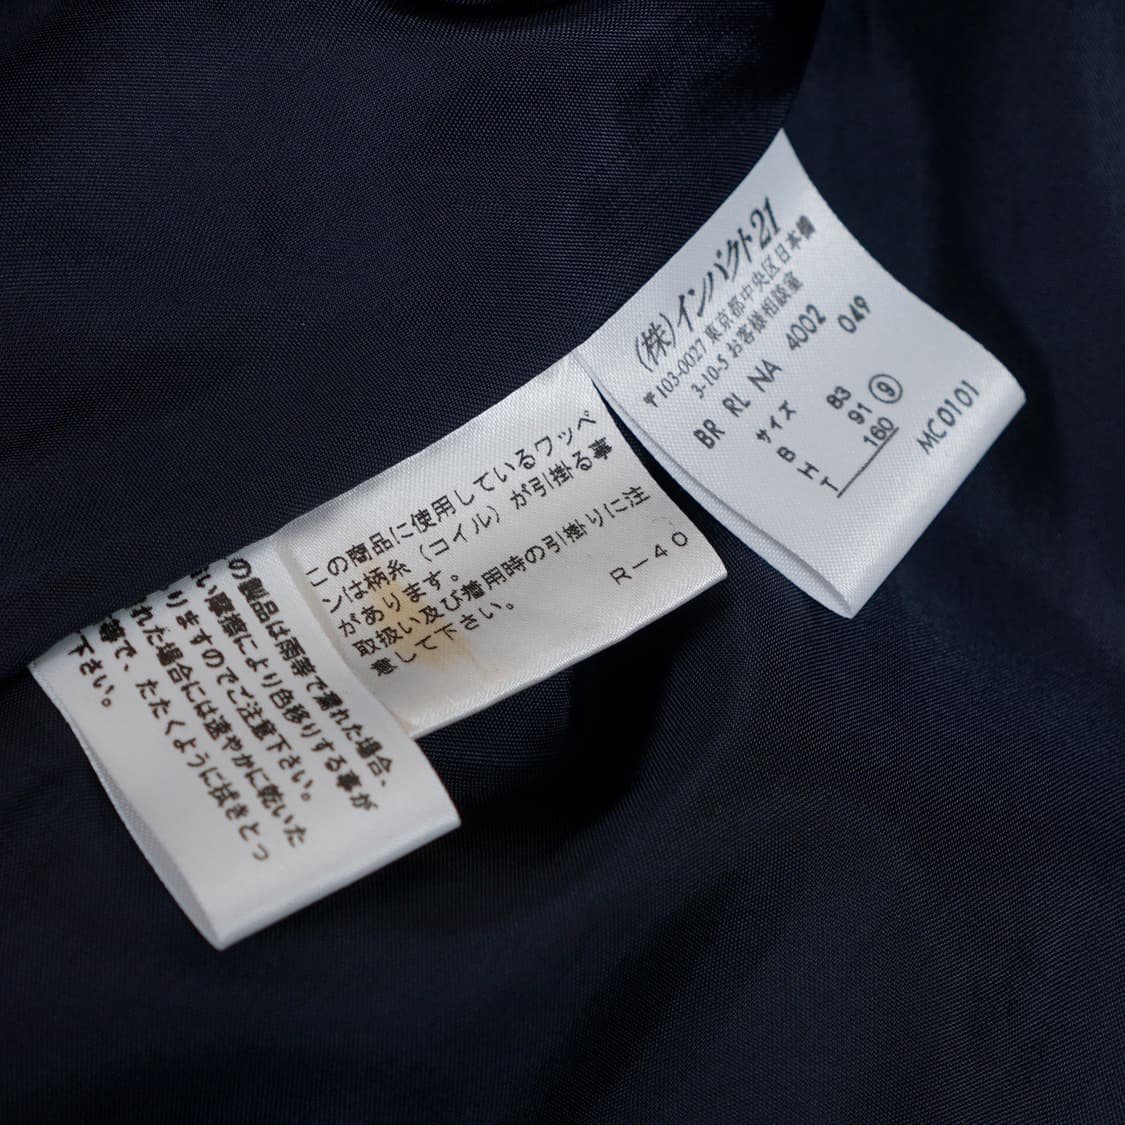 の製品は雨等で濡れた場合、
い摩擦により色移りする事が
りますのでご注意下さい。
れた場合には速やかに乾いた
等で、たたくように拭きとっ
下さい。
この商品に使用しているワッペ
ンは柄糸(コイル)が引掛る事
があります。
取扱い及び着用時の引掛りに注
意して下さい。
R-40
(株)インパクト21
〒103-0027 東京都中央区日本橋
3-10-5 お客様相談室
BR RL NA 4002 049
サイズ ⑨
B 83
H 91
T 160
MC0101